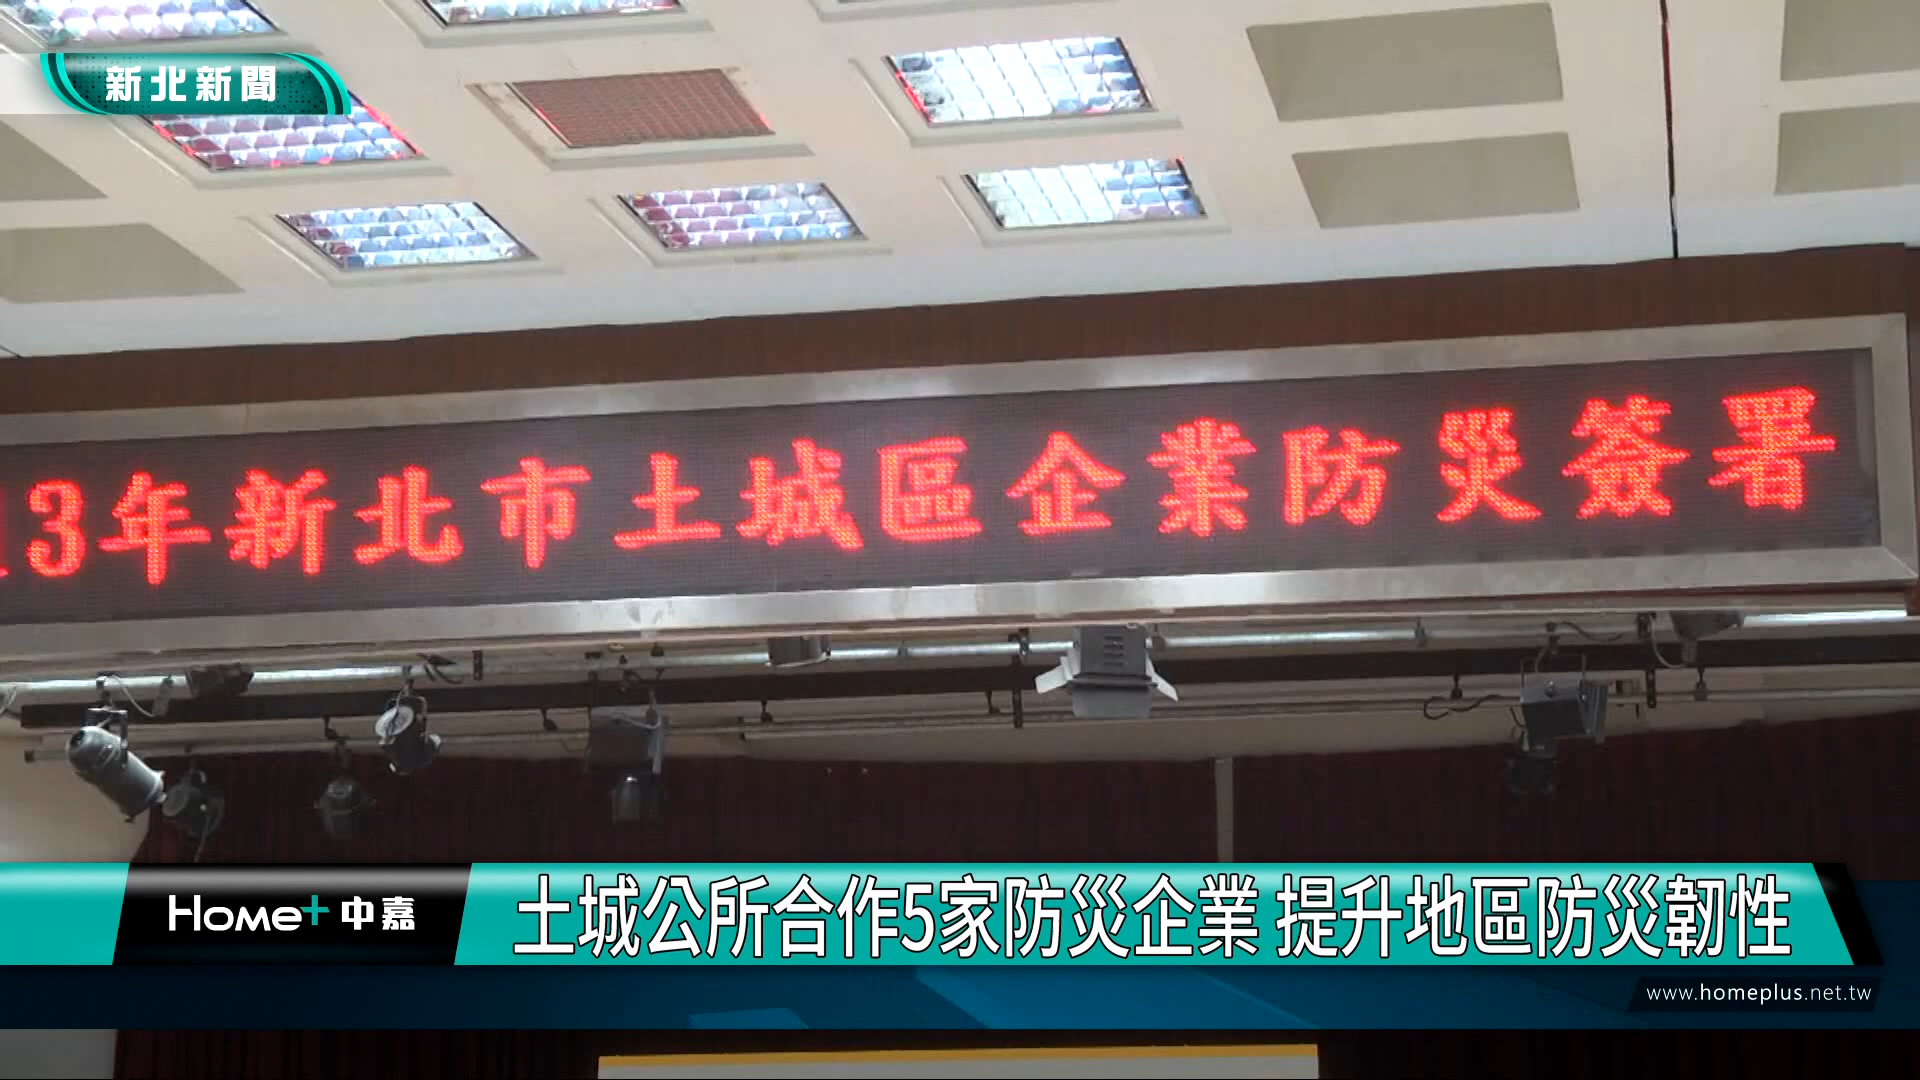 新北新聞
13年新北市土城區企業防災簽署
Home+ 中嘉
土城公所合作5家防災企業 提升地區防災韌性
www.homeplus.net.tw